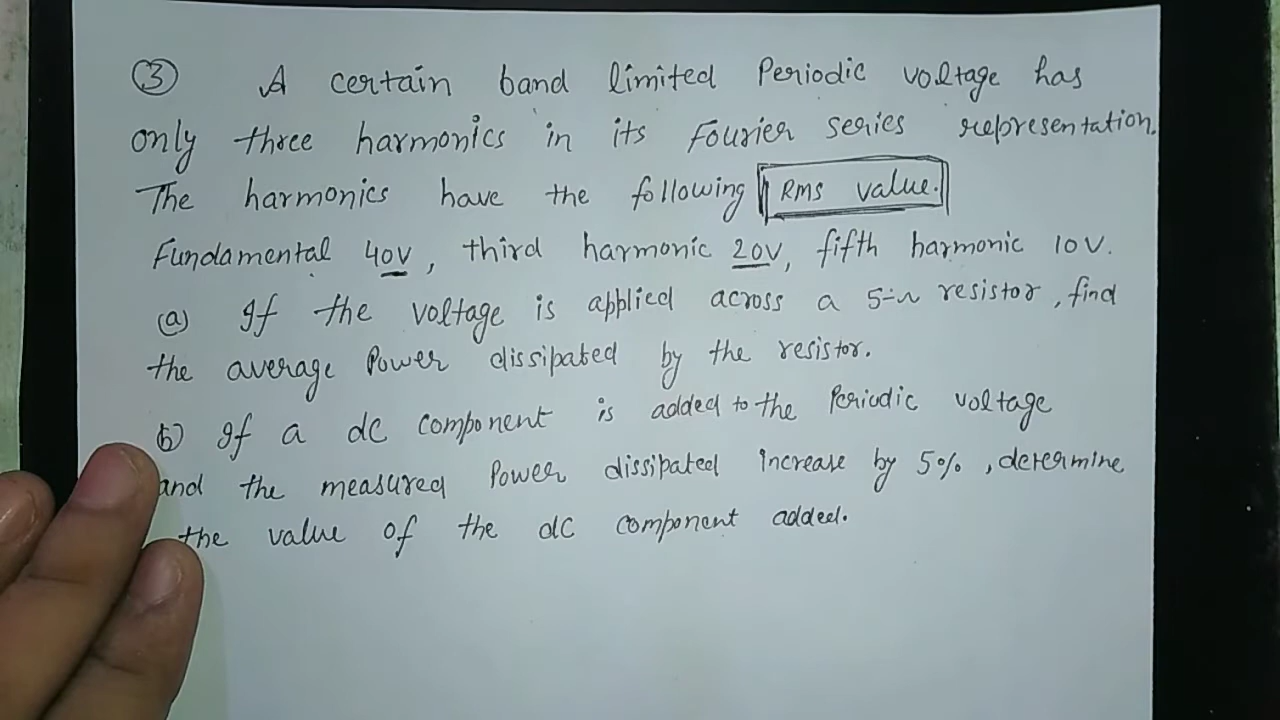 ③ A certain band limited Periodic voltage has
only three harmonics in its Fourier series representation.
The harmonics have the following RMS value.
Fundamental 40V, third harmonic 20V, fifth harmonic 10V.
(a) If the voltage is applied across a 5-Ω resistor, find
the average Power dissipated by the resistor.
(b) If a dc component is added to the Periodic voltage
and the measured Power dissipated increase by 5%, determine
the value of the dc component added.